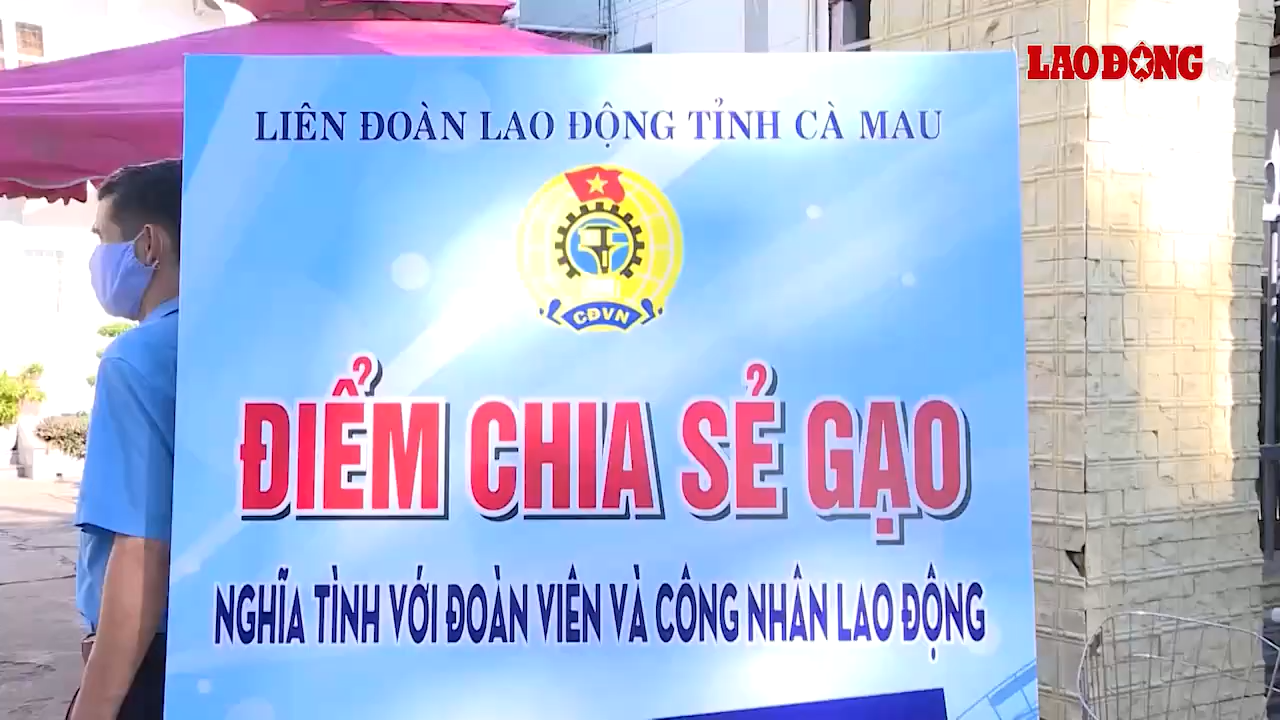 LAO ĐỘNG tv
LIÊN ĐOÀN LAO ĐỘNG TỈNH CÀ MAU
CĐVN
ĐIỂM CHIA SẺ GẠO
NGHĨA TÌNH VỚI ĐOÀN VIÊN VÀ CÔNG NHÂN LAO ĐỘNG